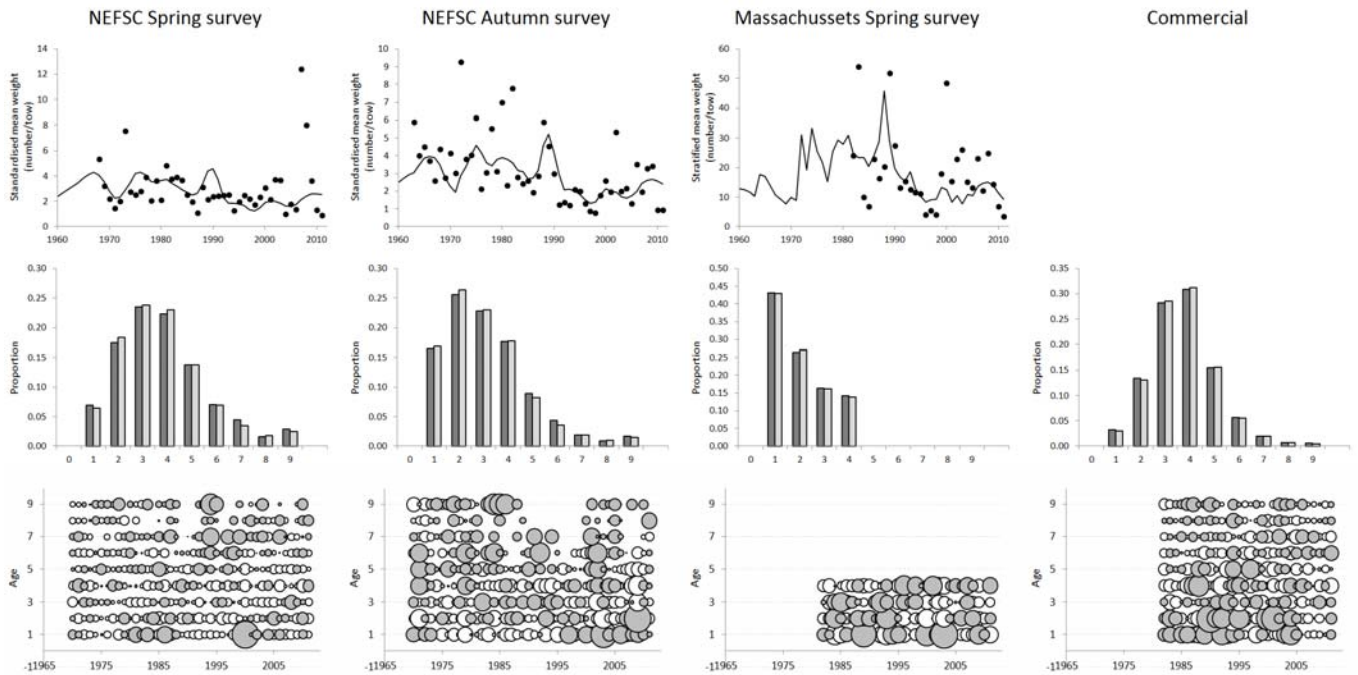 NEFSC Spring survey
NEFSC Autumn survey
Massachussets Spring survey
Commercial
Standardised mean weight
(number/tow)
14
12
10
8
6
4
2
0
1960 1970 1980 1990 2000 2010
Standardised mean weight
(number/tow)
10
9
8
7
6
5
4
3
2
1
0
1960 1970 1980 1990 2000 2010
Stratified mean weight
(number/tow)
60
50
40
30
20
10
0
1960 1970 1980 1990 2000 2010
Proportion
0.30
0.25
0.20
0.15
0.10
0.05
0.00
0 1 2 3 4 5 6 7 8 9
Proportion
0.30
0.25
0.20
0.15
0.10
0.05
0.00
0 1 2 3 4 5 6 7 8 9
Proportion
0.50
0.45
0.40
0.35
0.30
0.25
0.20
0.15
0.10
0.05
0.00
0 1 2 3 4 5 6 7 8 9
Proportion
0.35
0.30
0.25
0.20
0.15
0.10
0.05
0.00
0 1 2 3 4 5 6 7 8 9
Age
9
7
5
3
1
-11965 1975 1985 1995 2005
Age
9
7
5
3
1
-11965 1975 1985 1995 2005
Age
9
7
5
3
1
-11965 1975 1985 1995 2005
Age
9
7
5
3
1
-11965 1975 1985 1995 2005